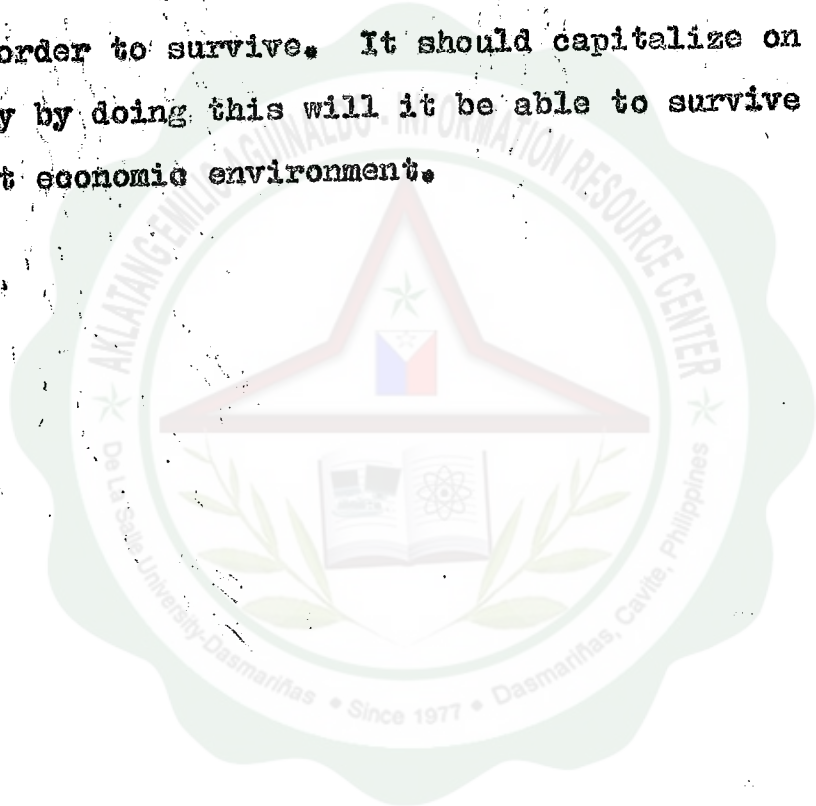 order to survive. It should capitalize on
y by doing this will it be able to survive
t economic environment.
AKLATANG EMILIO AGUINALDO - INFORMATION RESOURCE CENTER
De La Salle University-Dasmariñas • Since 1977 • Dasmariñas, Cavite, Philippines